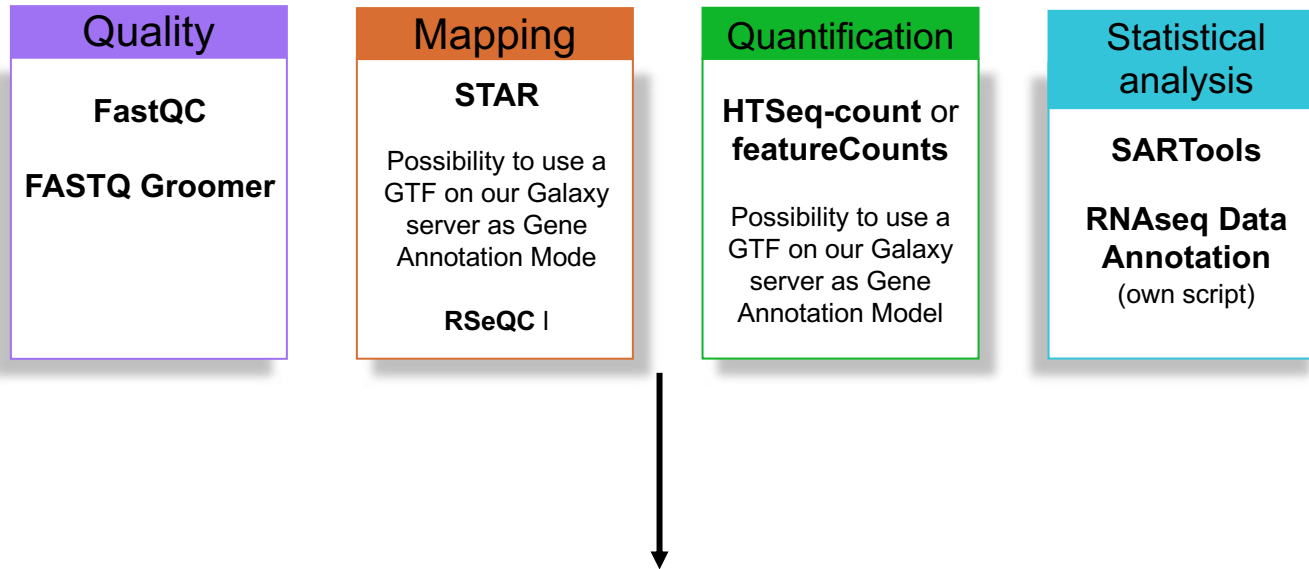 Quality
FastQC
FASTQ Groomer
Mapping
STAR
Possibility to use a
GTF on our Galaxy
server as Gene
Annotation Mode
RSeQC l
Quantification
HTSeq-count or
featureCounts
Possibility to use a
GTF on our Galaxy
server as Gene
Annotation Model
Statistical
analysis
SARTools
RNAseq Data
Annotation
(own script)